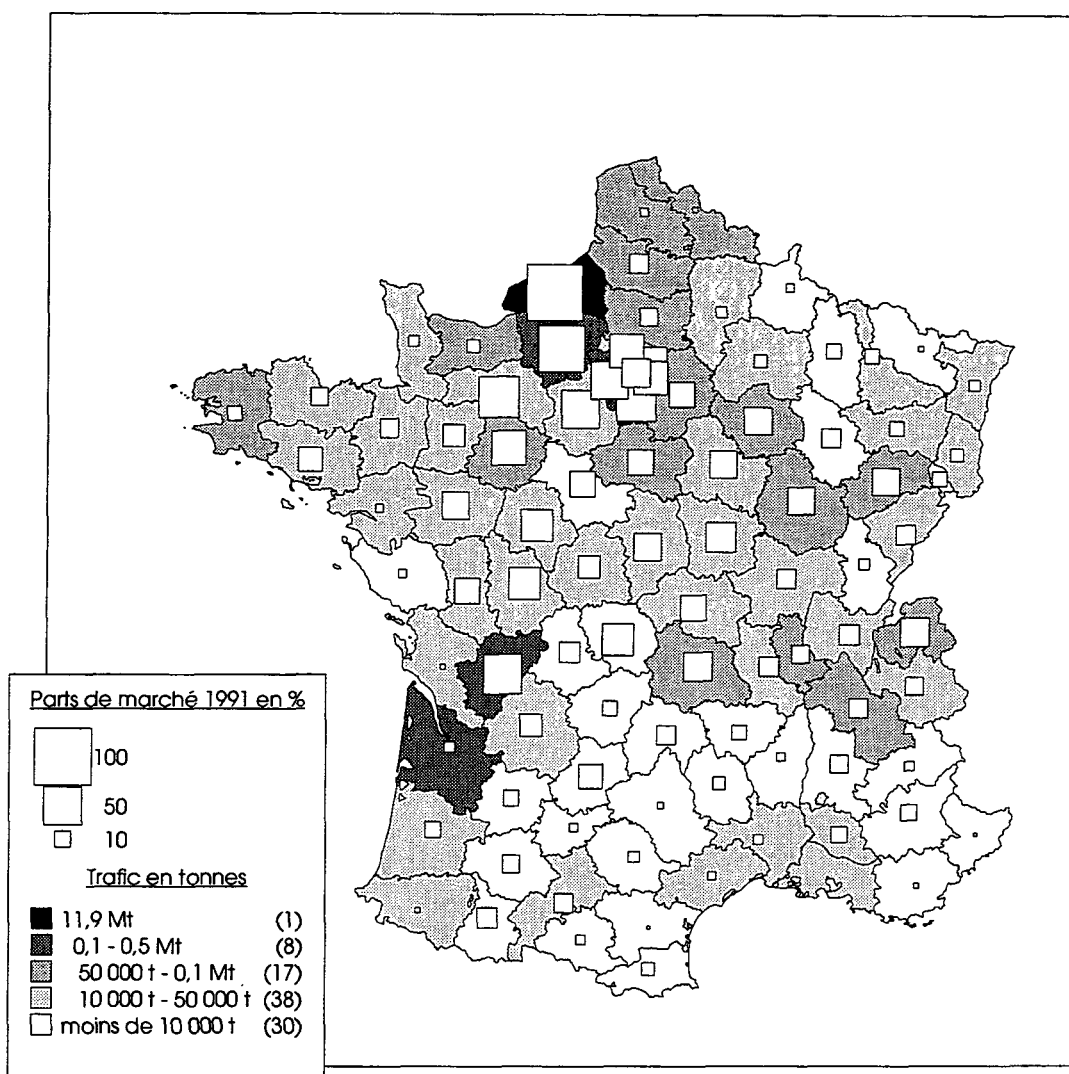 Parts de marché 1991 en %
100
50
10
Trafic en tonnes
11,9 Mt (1)
0,1 - 0,5 Mt (8)
50 000 t - 0,1 Mt (17)
10 000 t - 50 000 t (38)
moins de 10 000 t (30)